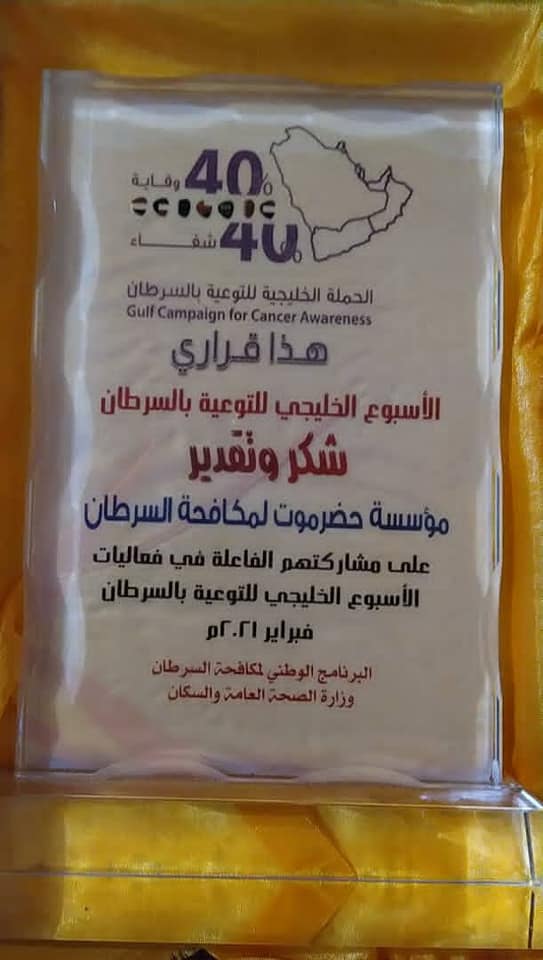 40% وقاية
40% شفاء
الحملة الخليجية للتوعية بالسرطان
Gulf Campaign for Cancer Awareness
هذا قراري
الأسبوع الخليجي للتوعية بالسرطان
شكر وتقدير
مؤسسة حضرموت لمكافحة السرطان
على مشاركتهم الفاعلة في فعاليات
الأسبوع الخليجي للتوعية بالسرطان
فبراير ٢٠٢١م
البرنامج الوطني لمكافحة السرطان
وزارة الصحة العامة والسكان